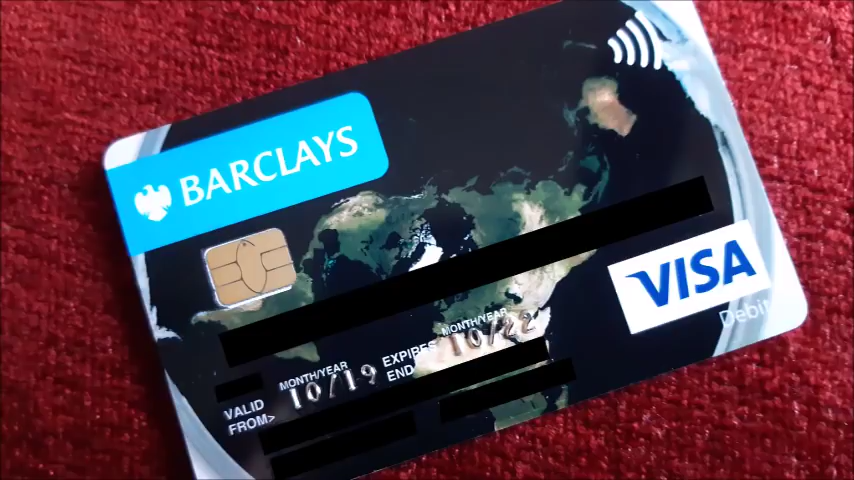 BARCLAYS
VISA
Debit
MONTH/YEAR
MONTH/YEAR
VALID FROM> 10/19 EXPIRES END 10/22